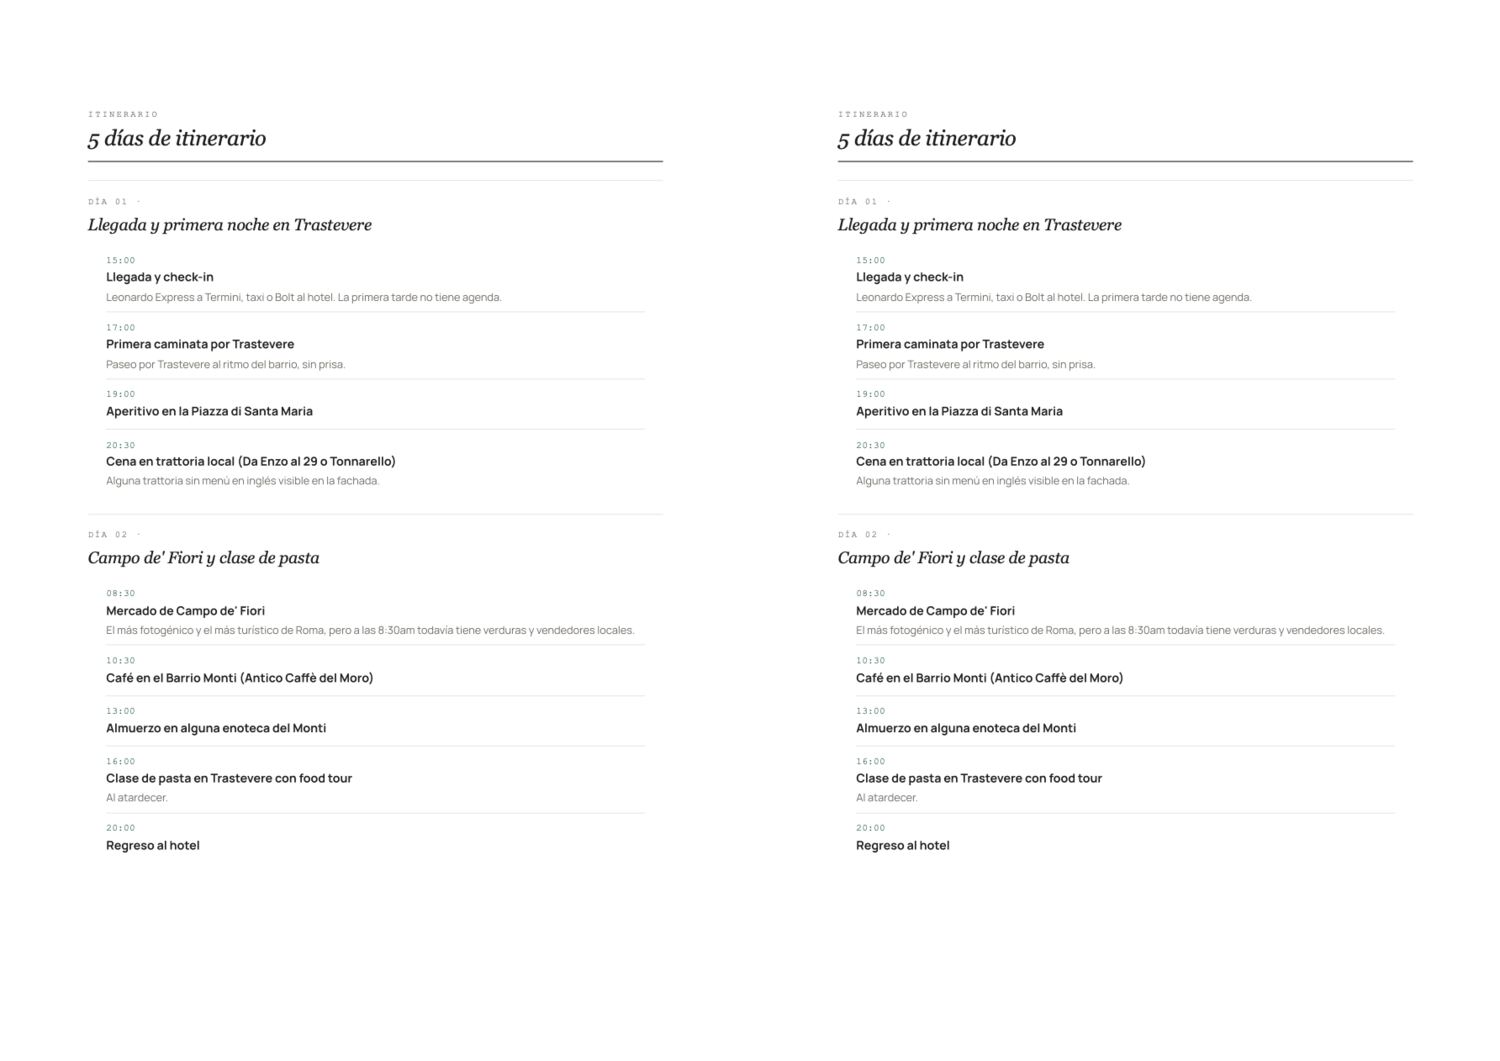 ITINERARIO
5 días de itinerario
DÍA 01 ·
Llegada y primera noche en Trastevere
15:00
Llegada y check-in
Leonardo Express a Termini, taxi o Bolt al hotel. La primera tarde no tiene agenda.
17:00
Primera caminata por Trastevere
Paseo por Trastevere al ritmo del barrio, sin prisa.
19:00
Aperitivo en la Piazza di Santa Maria
20:30
Cena en trattoria local (Da Enzo al 29 o Tonnarello)
Alguna trattoria sin menú en inglés visible en la fachada.
DÍA 02 ·
Campo de' Fiori y clase de pasta
08:30
Mercado de Campo de' Fiori
El más fotogénico y el más turístico de Roma, pero a las 8:30am todavía tiene verduras y vendedores locales.
10:30
Café en el Barrio Monti (Antico Caffè del Moro)
13:00
Almuerzo en alguna enoteca del Monti
16:00
Clase de pasta en Trastevere con food tour
Al atardecer.
20:00
Regreso al hotel
ITINERARIO
5 días de itinerario
DÍA 01 ·
Llegada y primera noche en Trastevere
15:00
Llegada y check-in
Leonardo Express a Termini, taxi o Bolt al hotel. La primera tarde no tiene agenda.
17:00
Primera caminata por Trastevere
Paseo por Trastevere al ritmo del barrio, sin prisa.
19:00
Aperitivo en la Piazza di Santa Maria
20:30
Cena en trattoria local (Da Enzo al 29 o Tonnarello)
Alguna trattoria sin menú en inglés visible en la fachada.
DÍA 02 ·
Campo de' Fiori y clase de pasta
08:30
Mercado de Campo de' Fiori
El más fotogénico y el más turístico de Roma, pero a las 8:30am todavía tiene verduras y vendedores locales.
10:30
Café en el Barrio Monti (Antico Caffè del Moro)
13:00
Almuerzo en alguna enoteca del Monti
16:00
Clase de pasta en Trastevere con food tour
Al atardecer.
20:00
Regreso al hotel